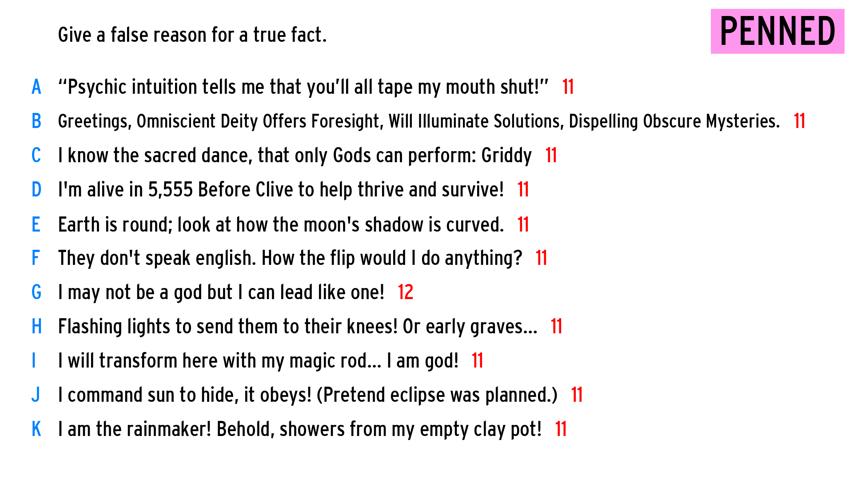 Give a false reason for a true fact.
PENNED
A “Psychic intuition tells me that you’ll all tape my mouth shut!” 11
B Greetings, Omniscient Deity Offers Foresight, Will Illuminate Solutions, Dispelling Obscure Mysteries. 11
C I know the sacred dance, that only Gods can perform: Griddy 11
D I'm alive in 5,555 Before Clive to help thrive and survive! 11
E Earth is round; look at how the moon's shadow is curved. 11
F They don't speak english. How the flip would I do anything? 11
G I may not be a god but I can lead like one! 12
H Flashing lights to send them to their knees! Or early graves... 11
I I will transform here with my magic rod... I am god! 11
J I command sun to hide, it obeys! (Pretend eclipse was planned.) 11
K I am the rainmaker! Behold, showers from my empty clay pot! 11